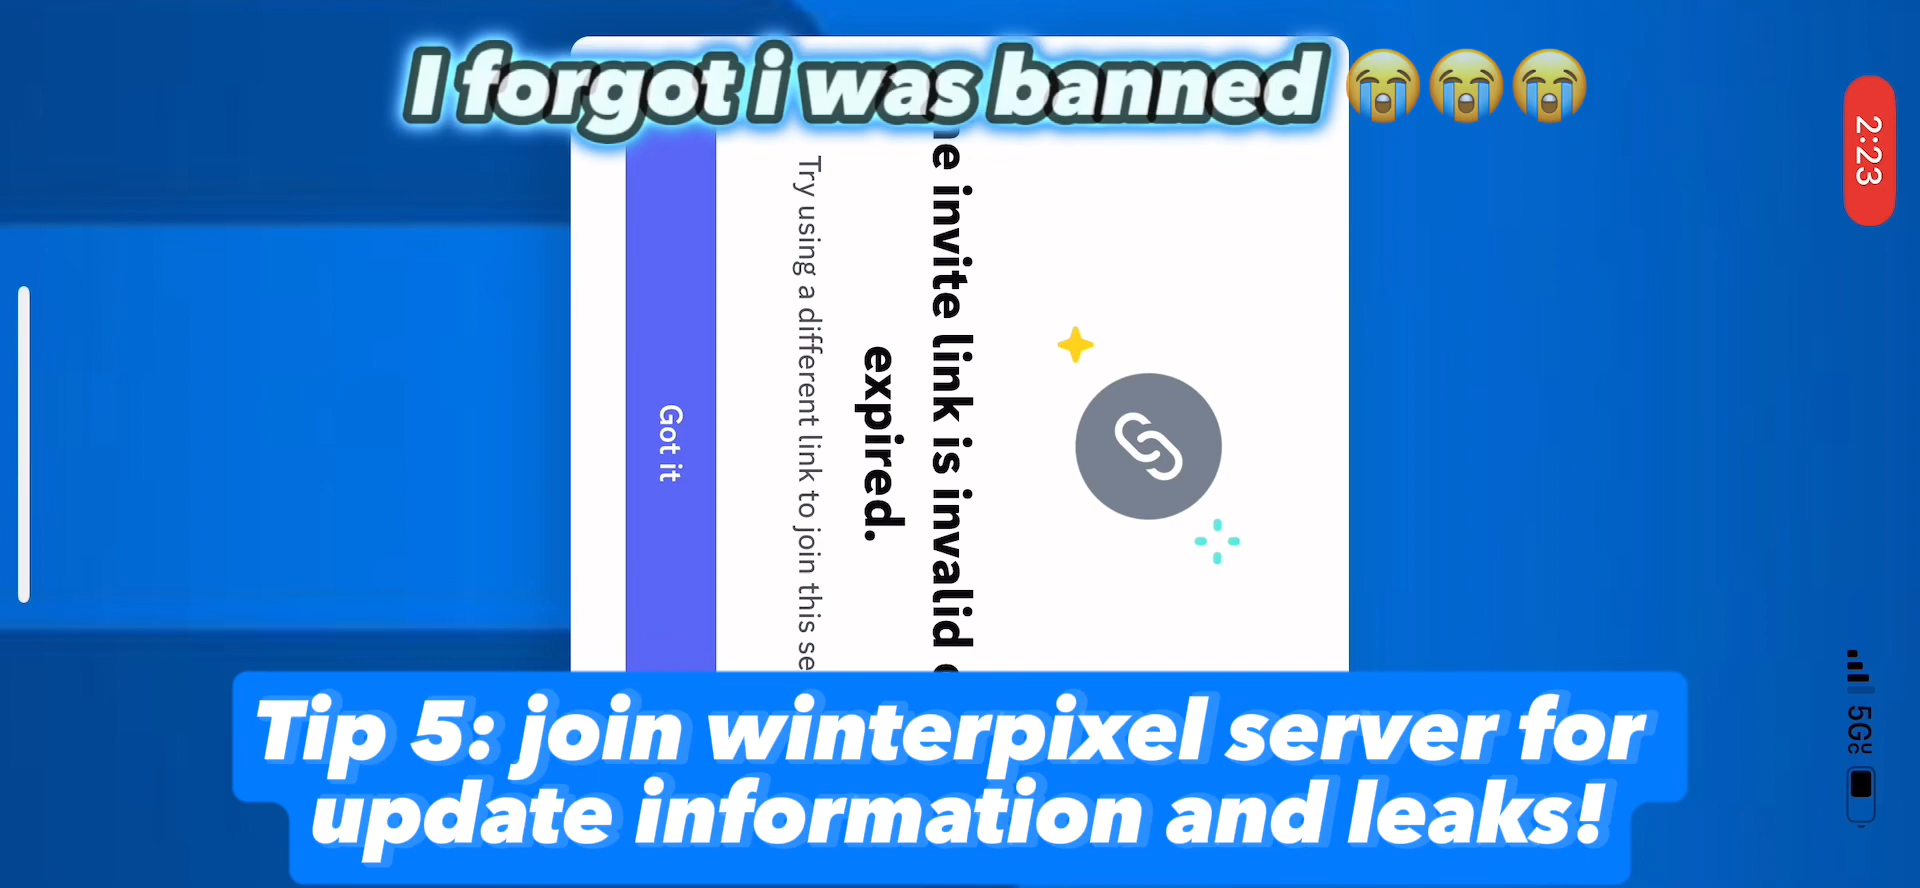 I forgot i was banned 😭😭😭
2:23
e invite link is invalid
expired.
Try using a different link to join this se
Got it
5G
Tip 5: join winterpixel server for
update information and leaks!